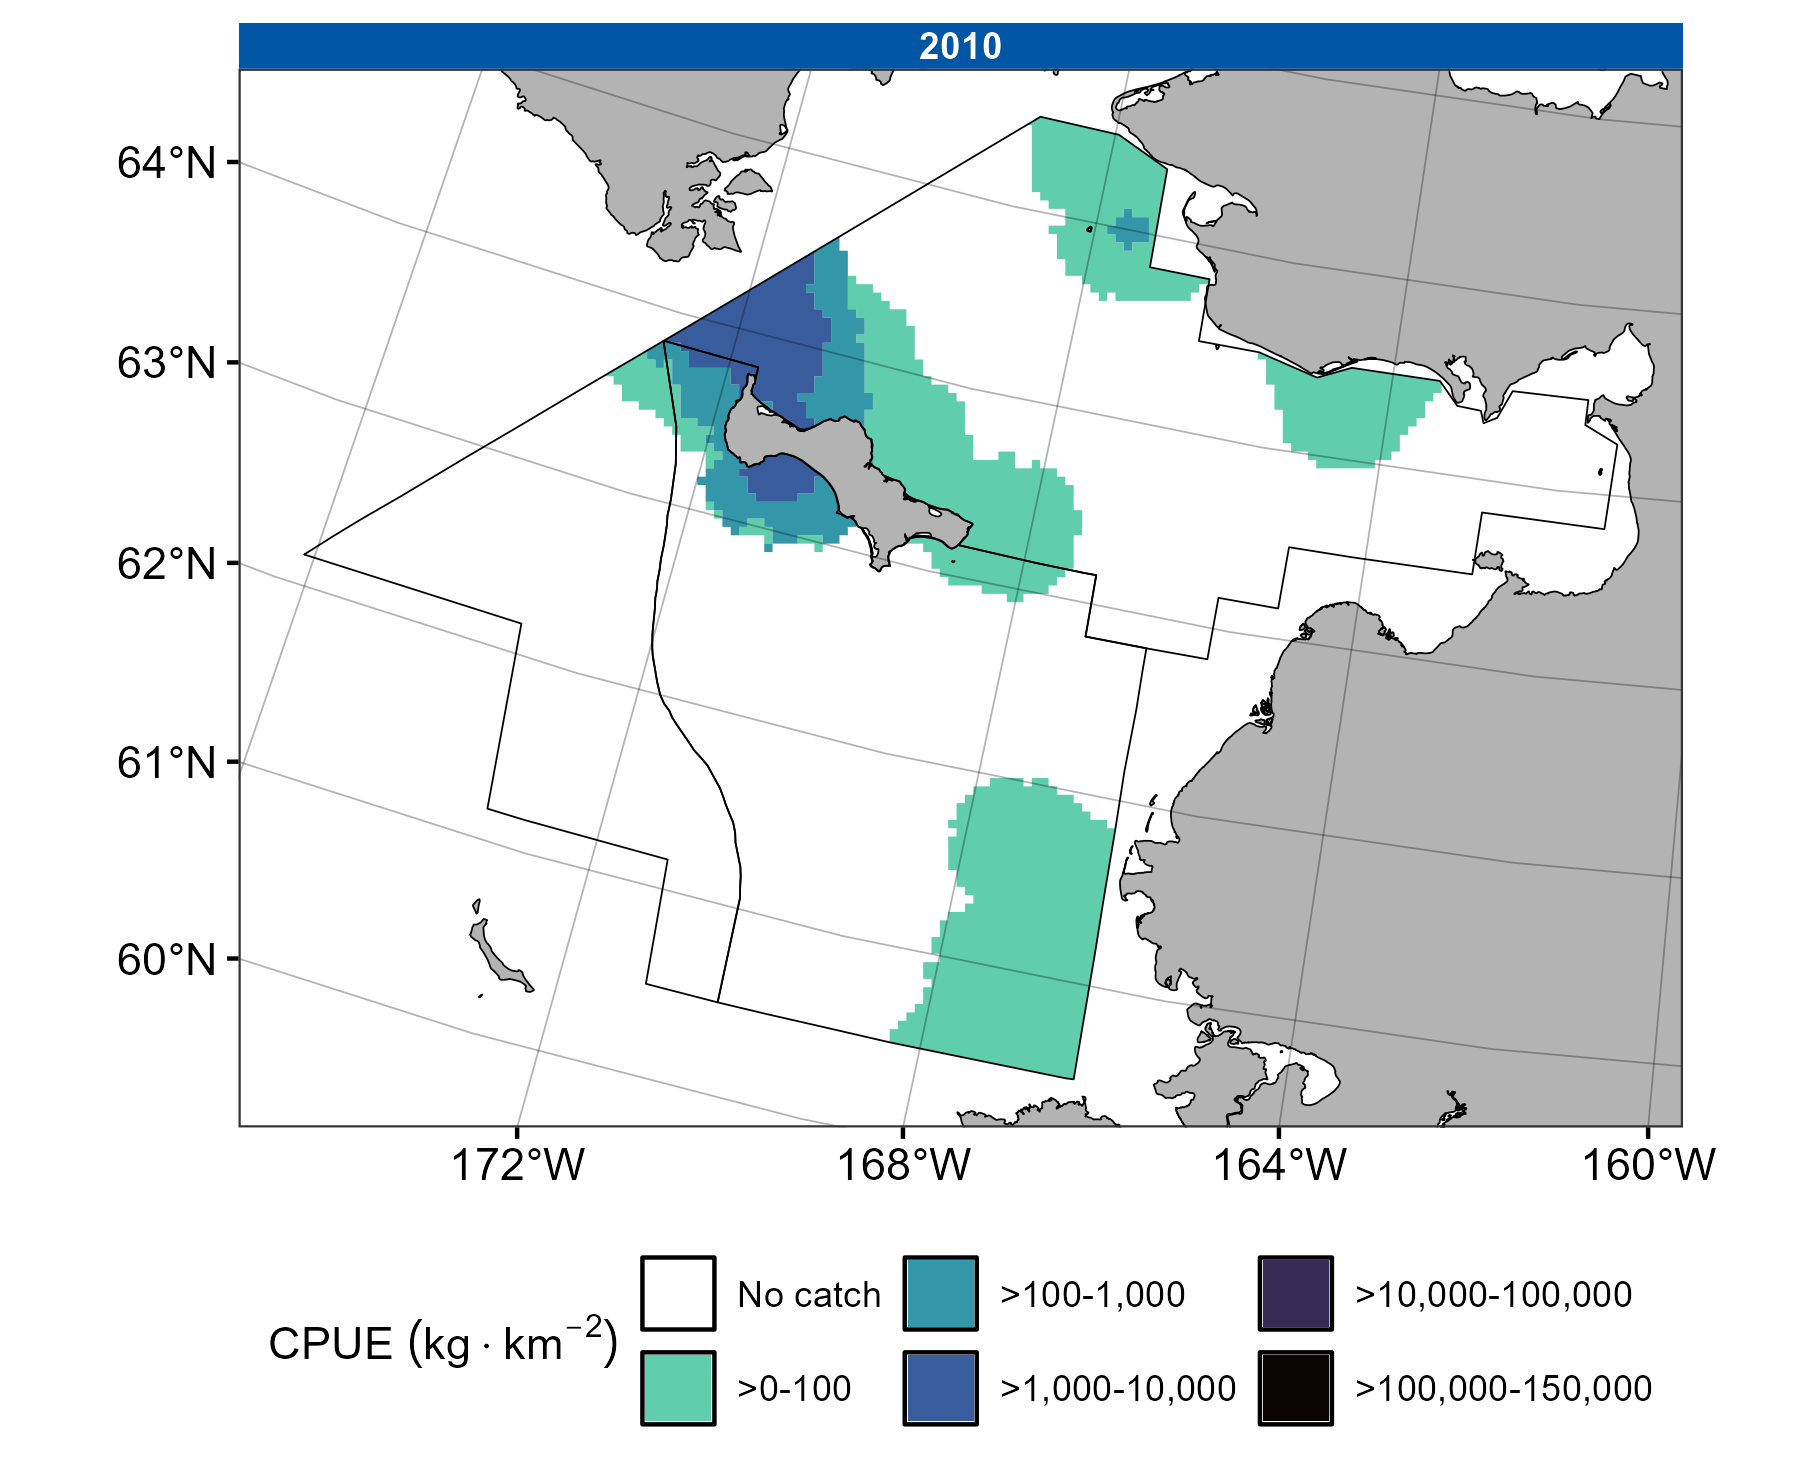 2010
64°N
63°N
62°N
61°N
60°N
172°W
168°W
164°W
160°W
CPUE (kg · km−2)
No catch
>0-100
>100-1,000
>1,000-10,000
>10,000-100,000
>100,000-150,000